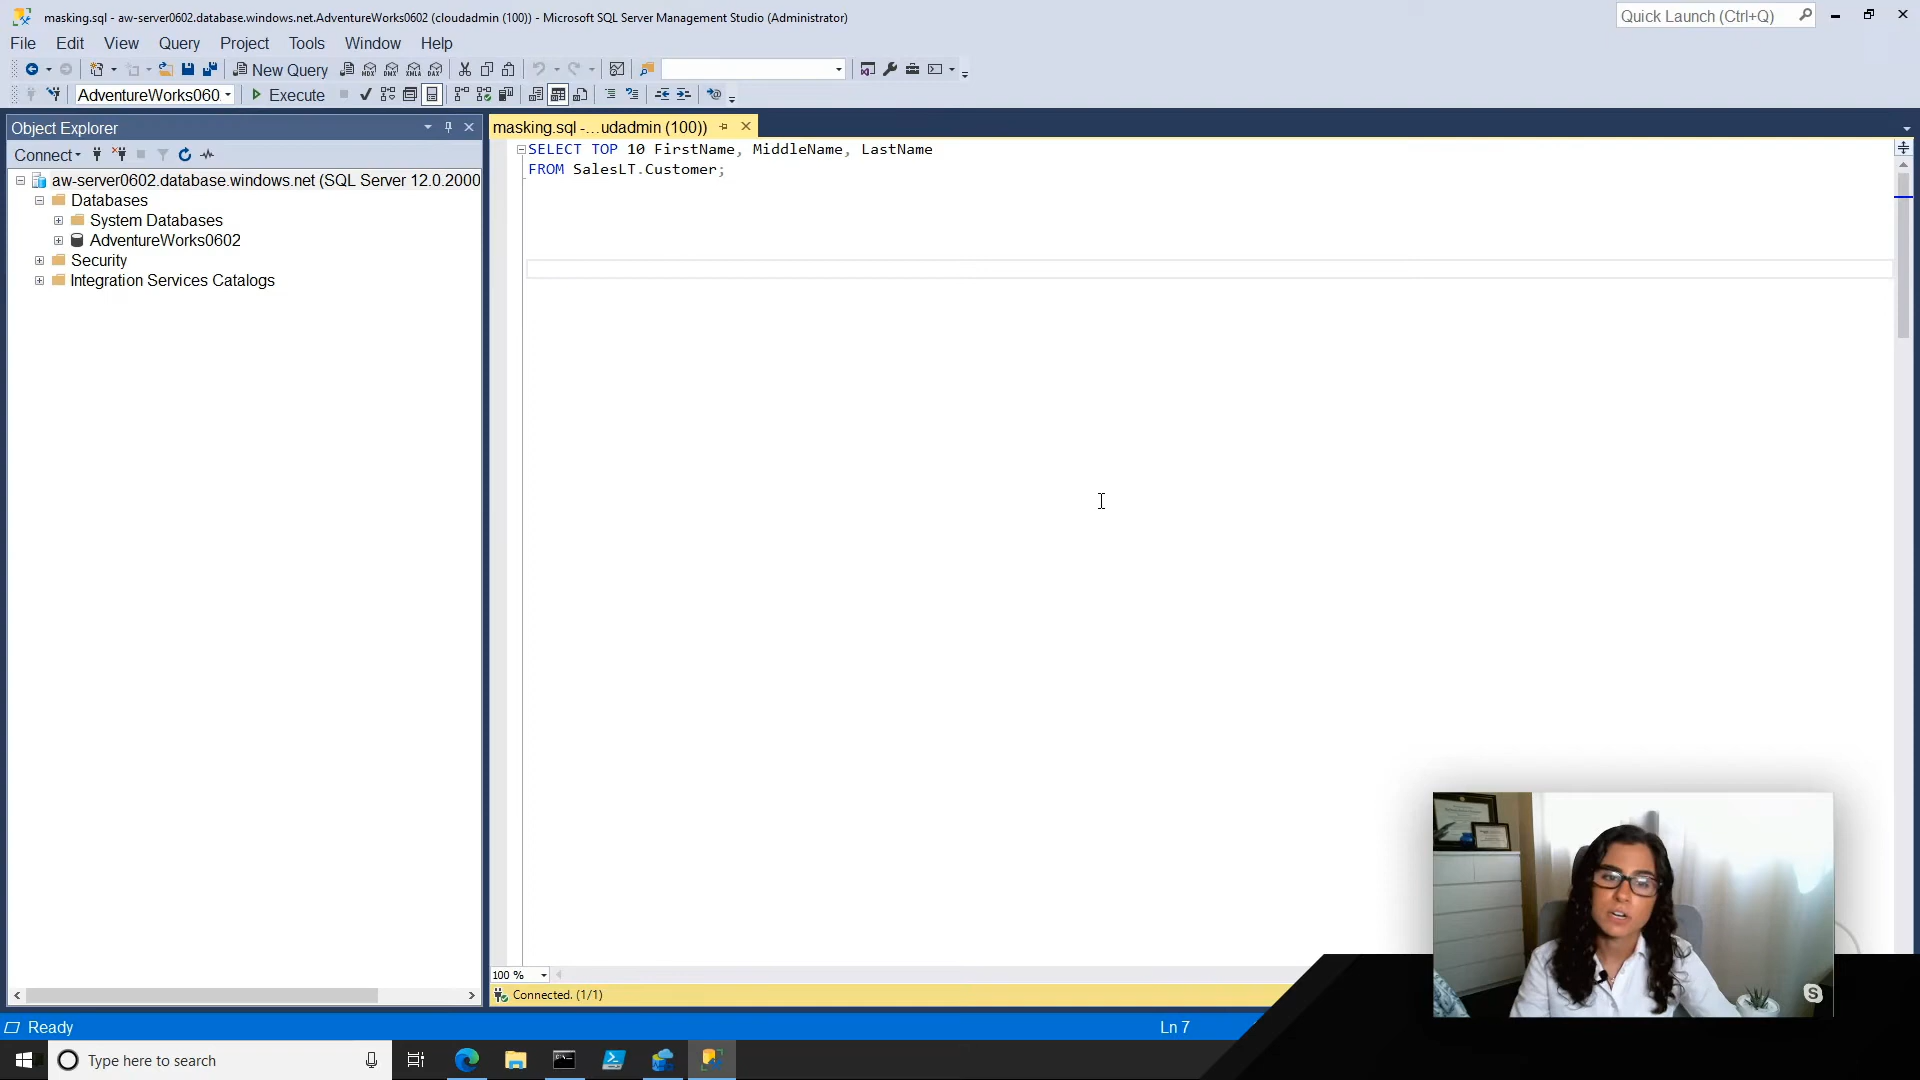 masking.sql - aw-server0602.database.windows.net.AdventureWorks0602 (cloudadmin (100)) - Microsoft SQL Server Management Studio (Administrator)
Quick Launch (Ctrl+Q)
File Edit View Query Project Tools Window Help
New Query
AdventureWorks060
Execute
Object Explorer
masking.sql -...udadmin (100))
Connect
aw-server0602.database.windows.net (SQL Server 12.0.2000
Databases
System Databases
AdventureWorks0602
Security
Integration Services Catalogs
SELECT TOP 10 FirstName, MiddleName, LastName
FROM SalesLT.Customer;
100 %
Connected. (1/1)
Ready
Ln 7
Type here to search